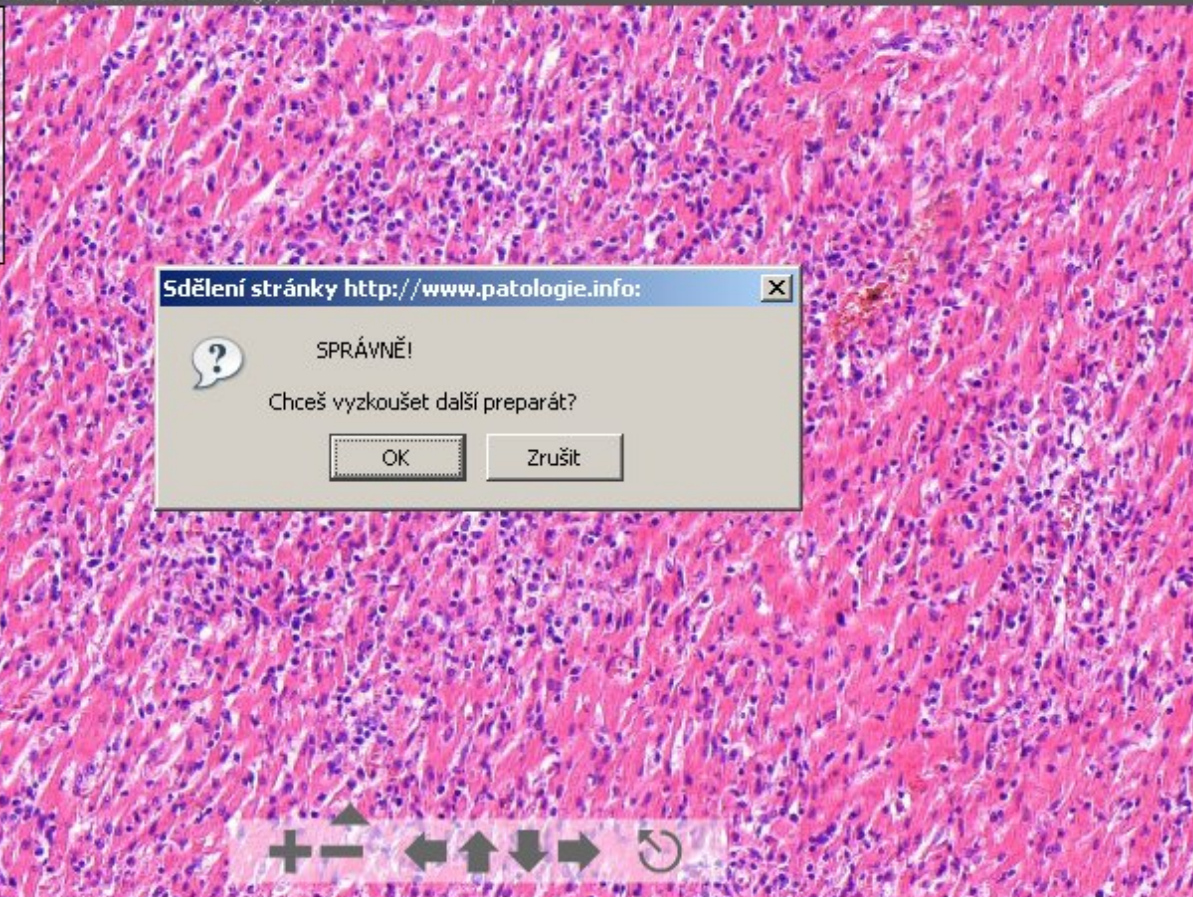 Sdělení stránky http://www.patologie.info:
SPRÁVNĚ!
Chceš vyzkoušet další preparát?
OK
Zrušit